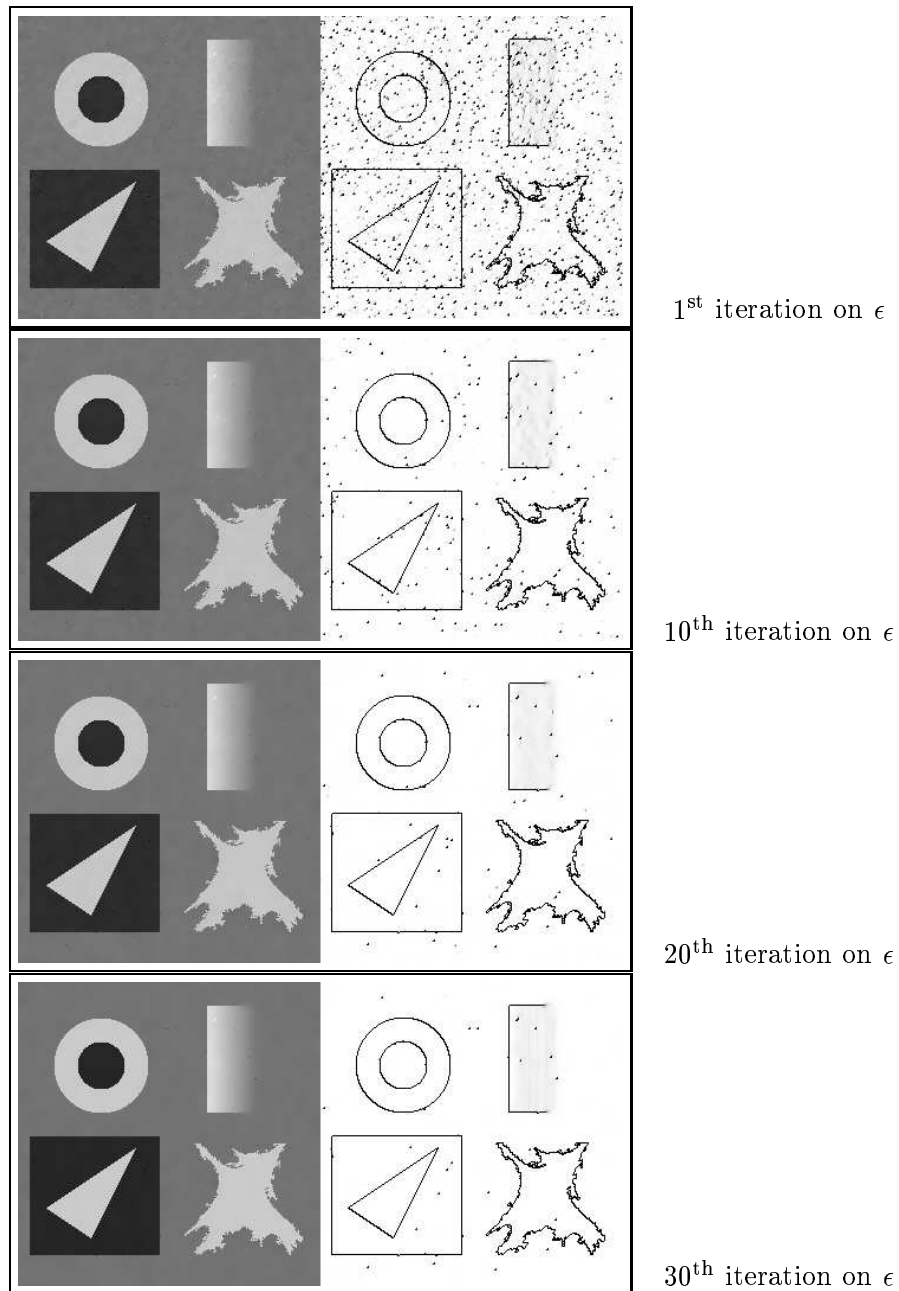 1st iteration on ϵ
10th iteration on ϵ
20th iteration on ϵ
30th iteration on ϵ